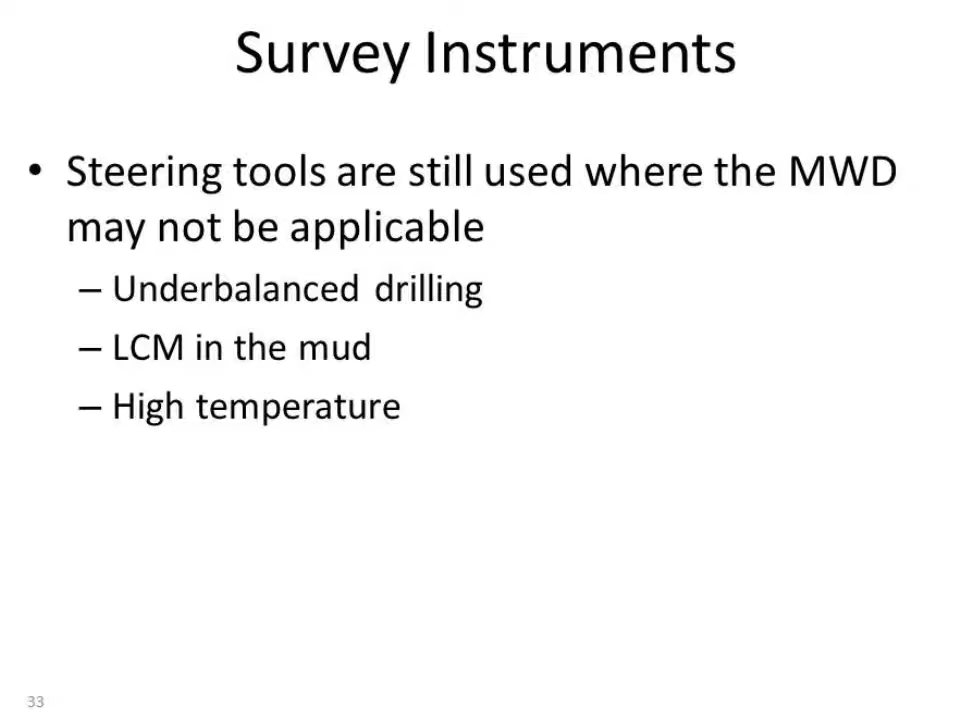 Survey Instruments
• Steering tools are still used where the MWD
may not be applicable
– Underbalanced drilling
– LCM in the mud
– High temperature
33